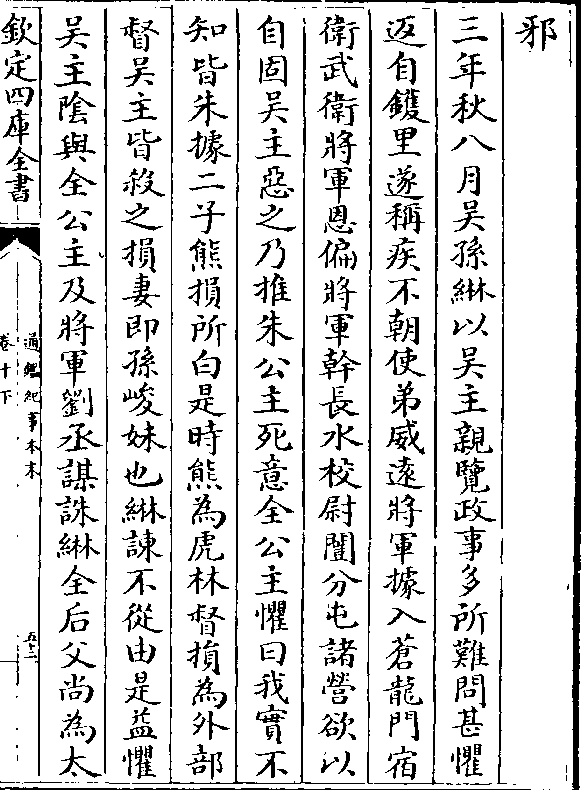 邪
三年秋八月吳孫綝以吳主親覽政事多所難問甚懼
返自鑊里遂稱疾不朝使弟威逺將軍據入蒼龍門宿
衛武衛將軍恩偏將軍幹長水校尉闓分屯諸營欲以
自固吳主惡之乃推朱公主死意全公主懼曰我實不
知皆朱據二子熊損所白是時熊為虎林督損為外部
督吳主皆殺之損妻即孫峻妹也綝諫不從由是益懼
吳主陰與全公主及將軍劉丞謀誅綝全后父尚為太
欽定四庫全書
通鑑紀事本末
卷十下
五十二